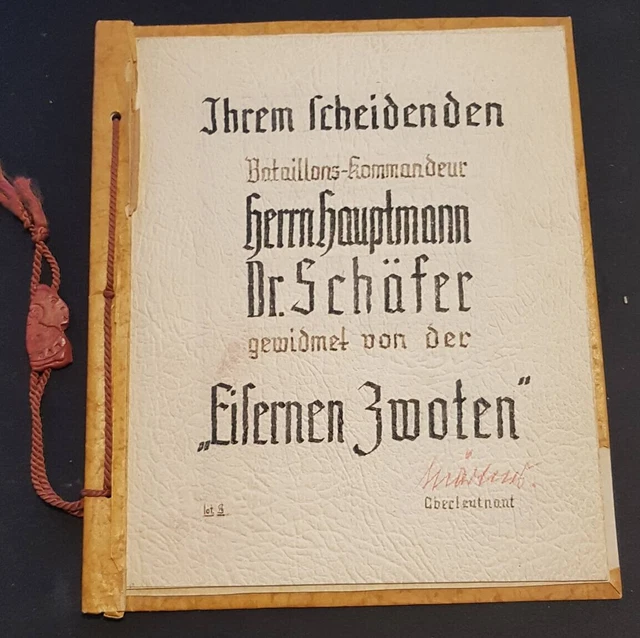 Ihrem scheidenden
Bataillons-Kommandeur
Herrn Hauptmann
Dr. Schäfer
gewidmet von der
„Eisernen Zwoten“
Oberleutnant